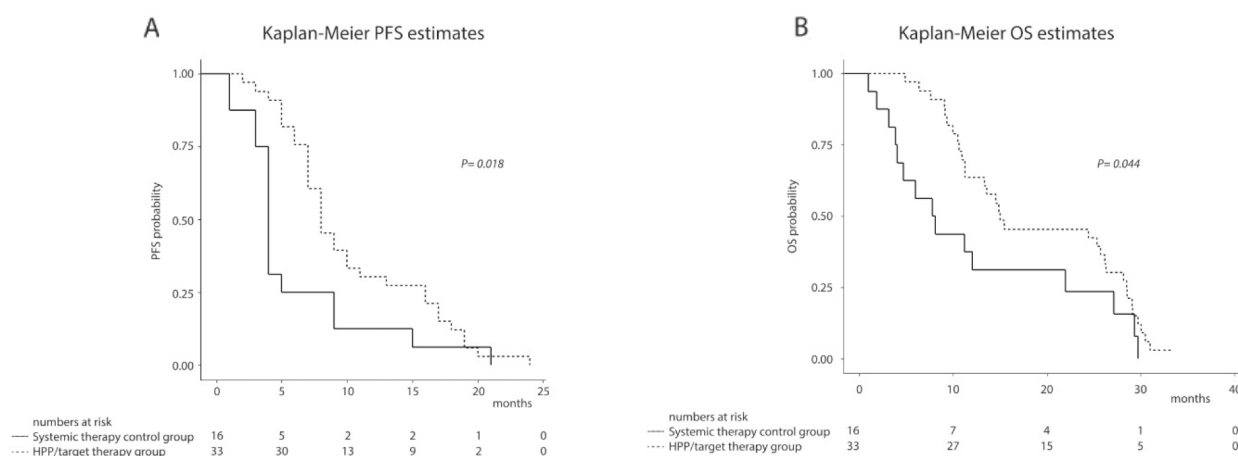 A
Kaplan-Meier PFS estimates
1.00
0.75
0.50
0.25
0.00
PFS probability
P= 0.018
0 5 10 15 20 25
months
numbers at risk
Systemic therapy control group 16 5 2 2 1 0
HPP/target therapy group 33 30 13 9 2 0
B
Kaplan-Meier OS estimates
1.00
0.75
0.50
0.25
0.00
OS probability
P= 0.044
0 10 20 30 40
months
numbers at risk
Systemic therapy control group 16 7 4 1 0
HPP/target therapy group 33 27 15 5 0